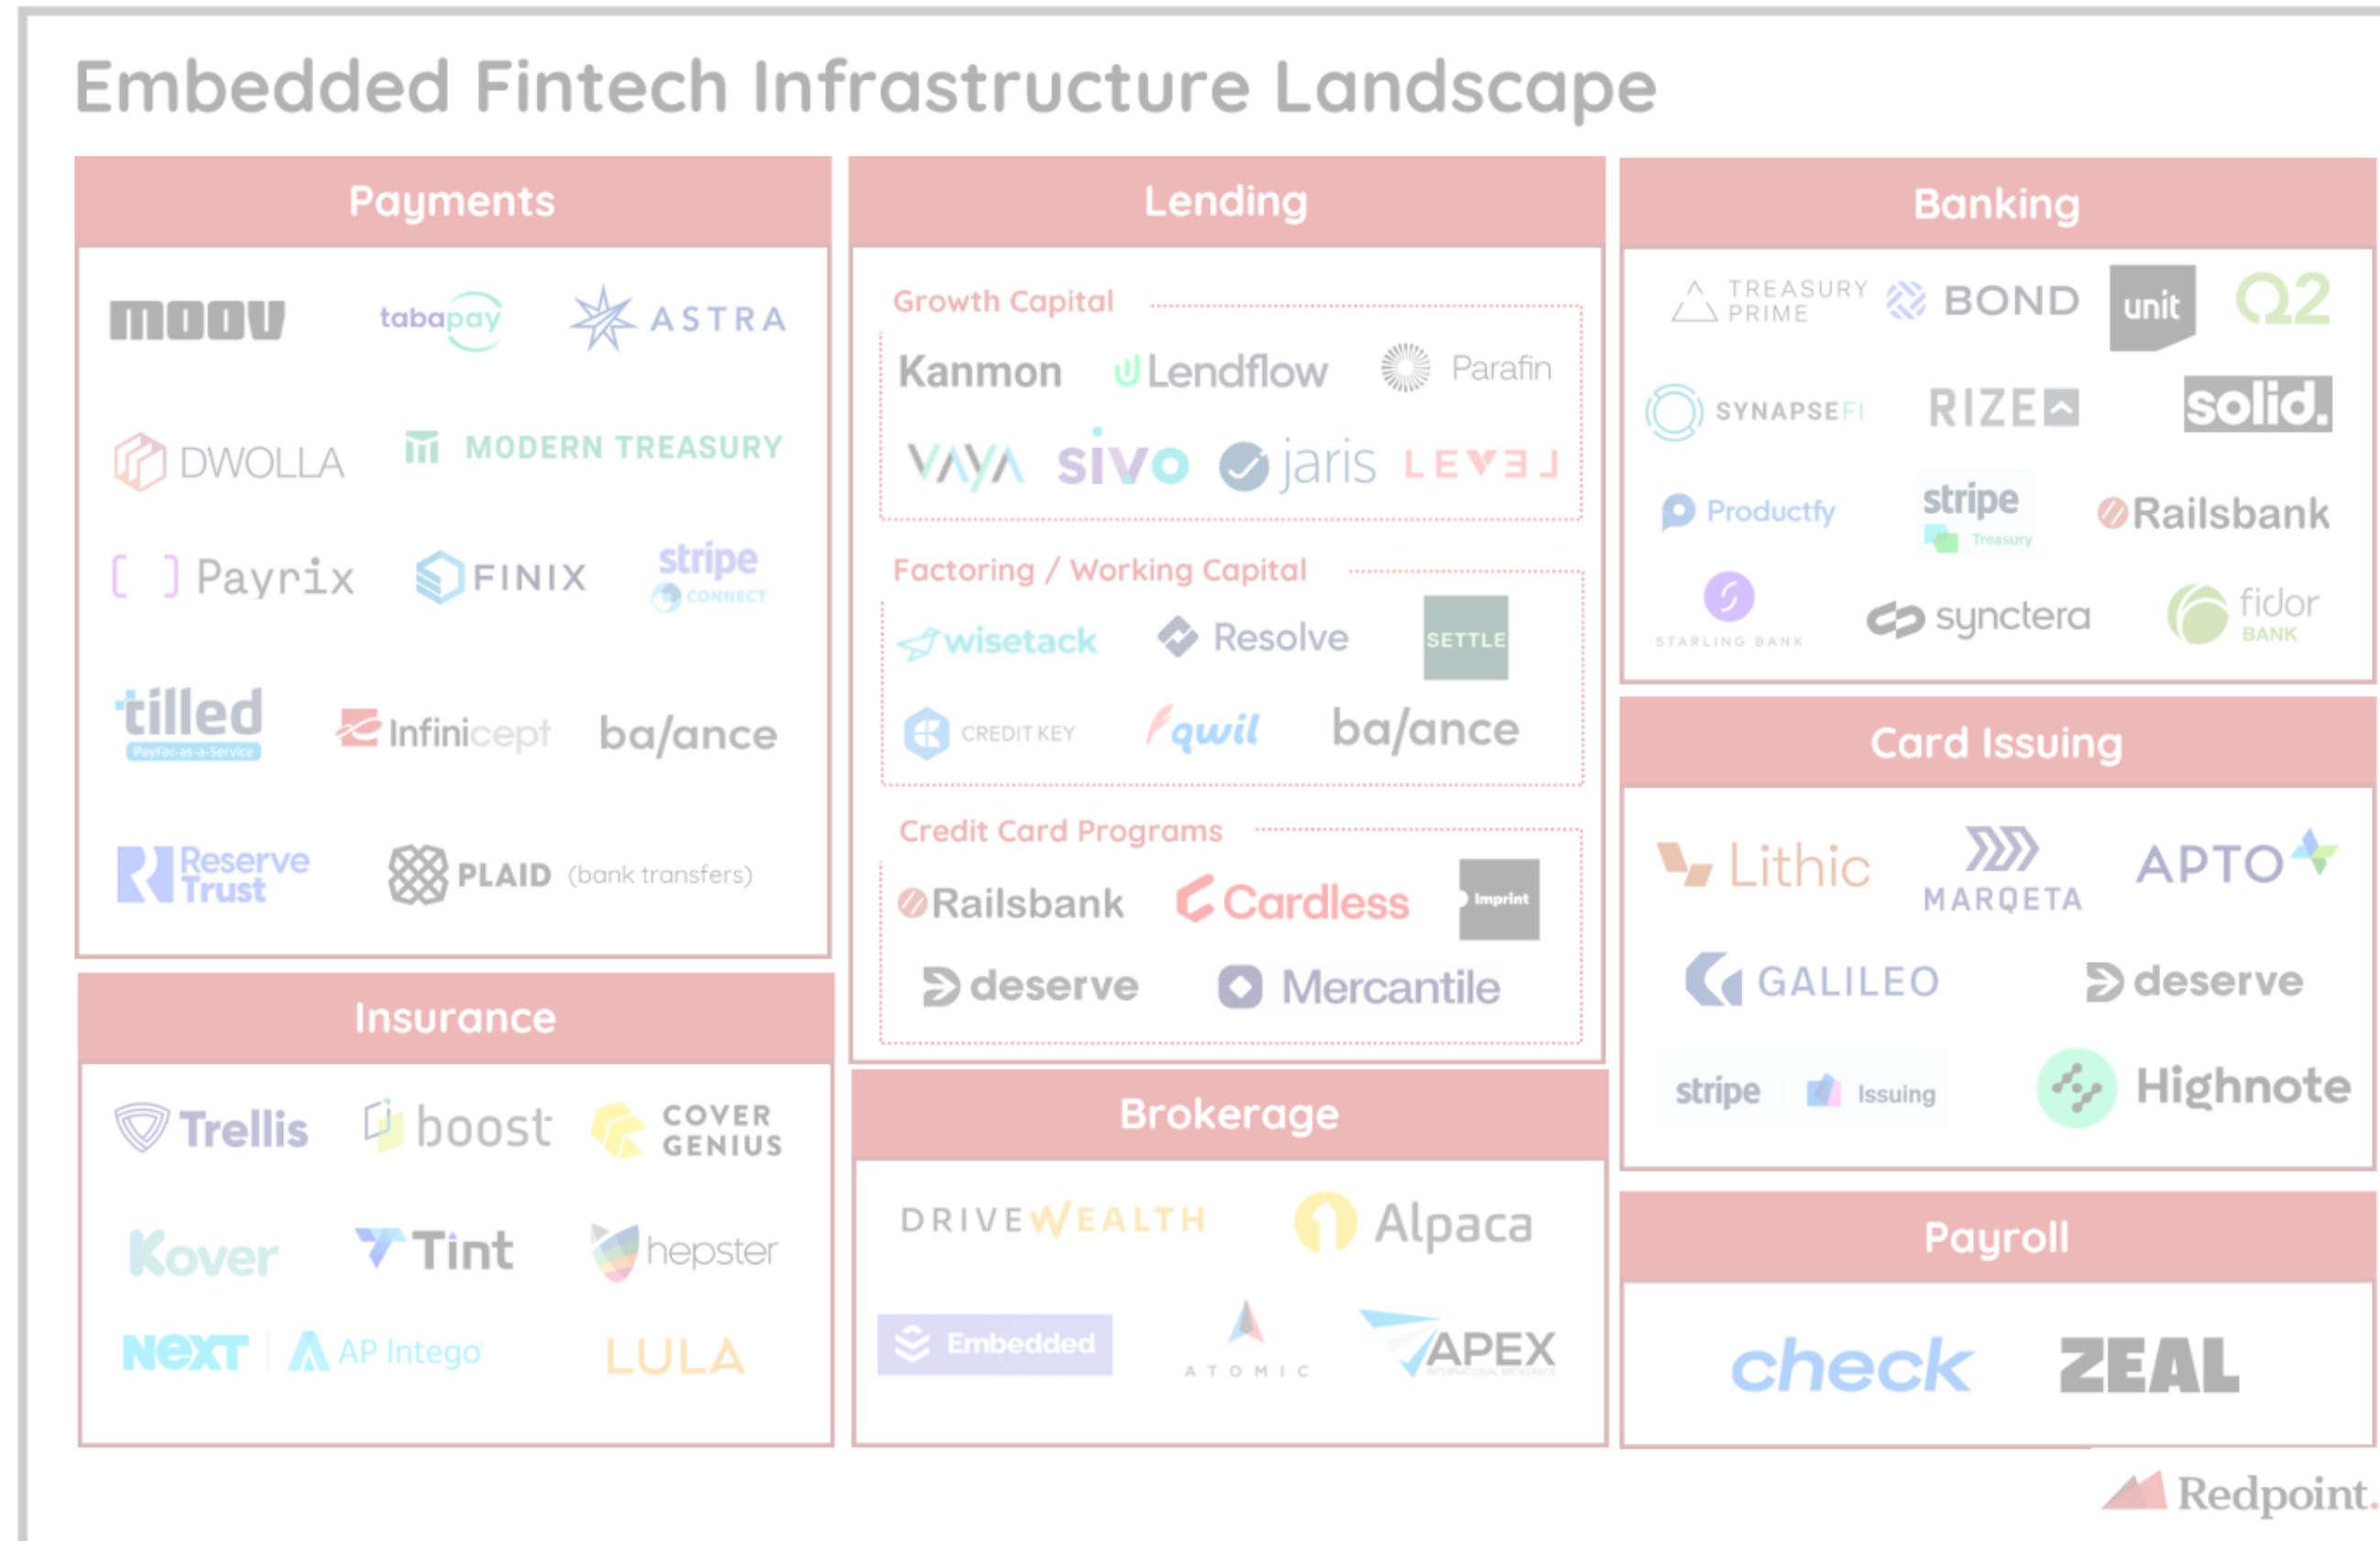 Embedded Fintech Infrastructure Landscape
Payments
moov
tabapay
ASTRA
DWOLLA
MODERN TREASURY
Payrix
FINIX
stripe
CONNECT
tilled
PayFac-as-a-Service
Infinicept
ba/ance
Reserve
Trust
PLAID (bank transfers)
Insurance
Trellis
boost
COVER
GENIUS
Kover
Tint
hepster
NEXT
AP Intego
LULA
Lending
Growth Capital
Kanmon
Lendflow
Parafin
VAYA
sivo
jaris
LEVEL
Factoring / Working Capital
wisetack
Resolve
SETTLE
CREDIT KEY
qwil
ba/ance
Credit Card Programs
Railsbank
Cardless
Imprint
deserve
Mercantile
Brokerage
DRIVEWEALTH
Alpaca
Embedded
ATOMIC
APEX
INTERNATIONAL BROKERAGE
Banking
TREASURY
PRIME
BOND
unit
Q2
SYNAPSEFI
RIZE
solid.
Productfy
stripe
Treasury
Railsbank
STARLING BANK
synctera
fidor
BANK
Card Issuing
Lithic
MARQETA
APTO
GALILEO
deserve
stripe
Issuing
Highnote
Payroll
check
ZEAL
Redpoint.